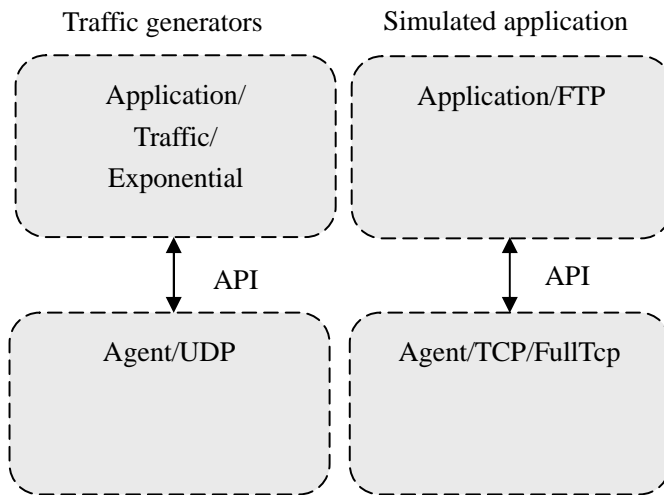 Traffic generators
Simulated application
Application/
Traffic/
Exponential
Application/FTP
API
API
Agent/UDP
Agent/TCP/FullTcp